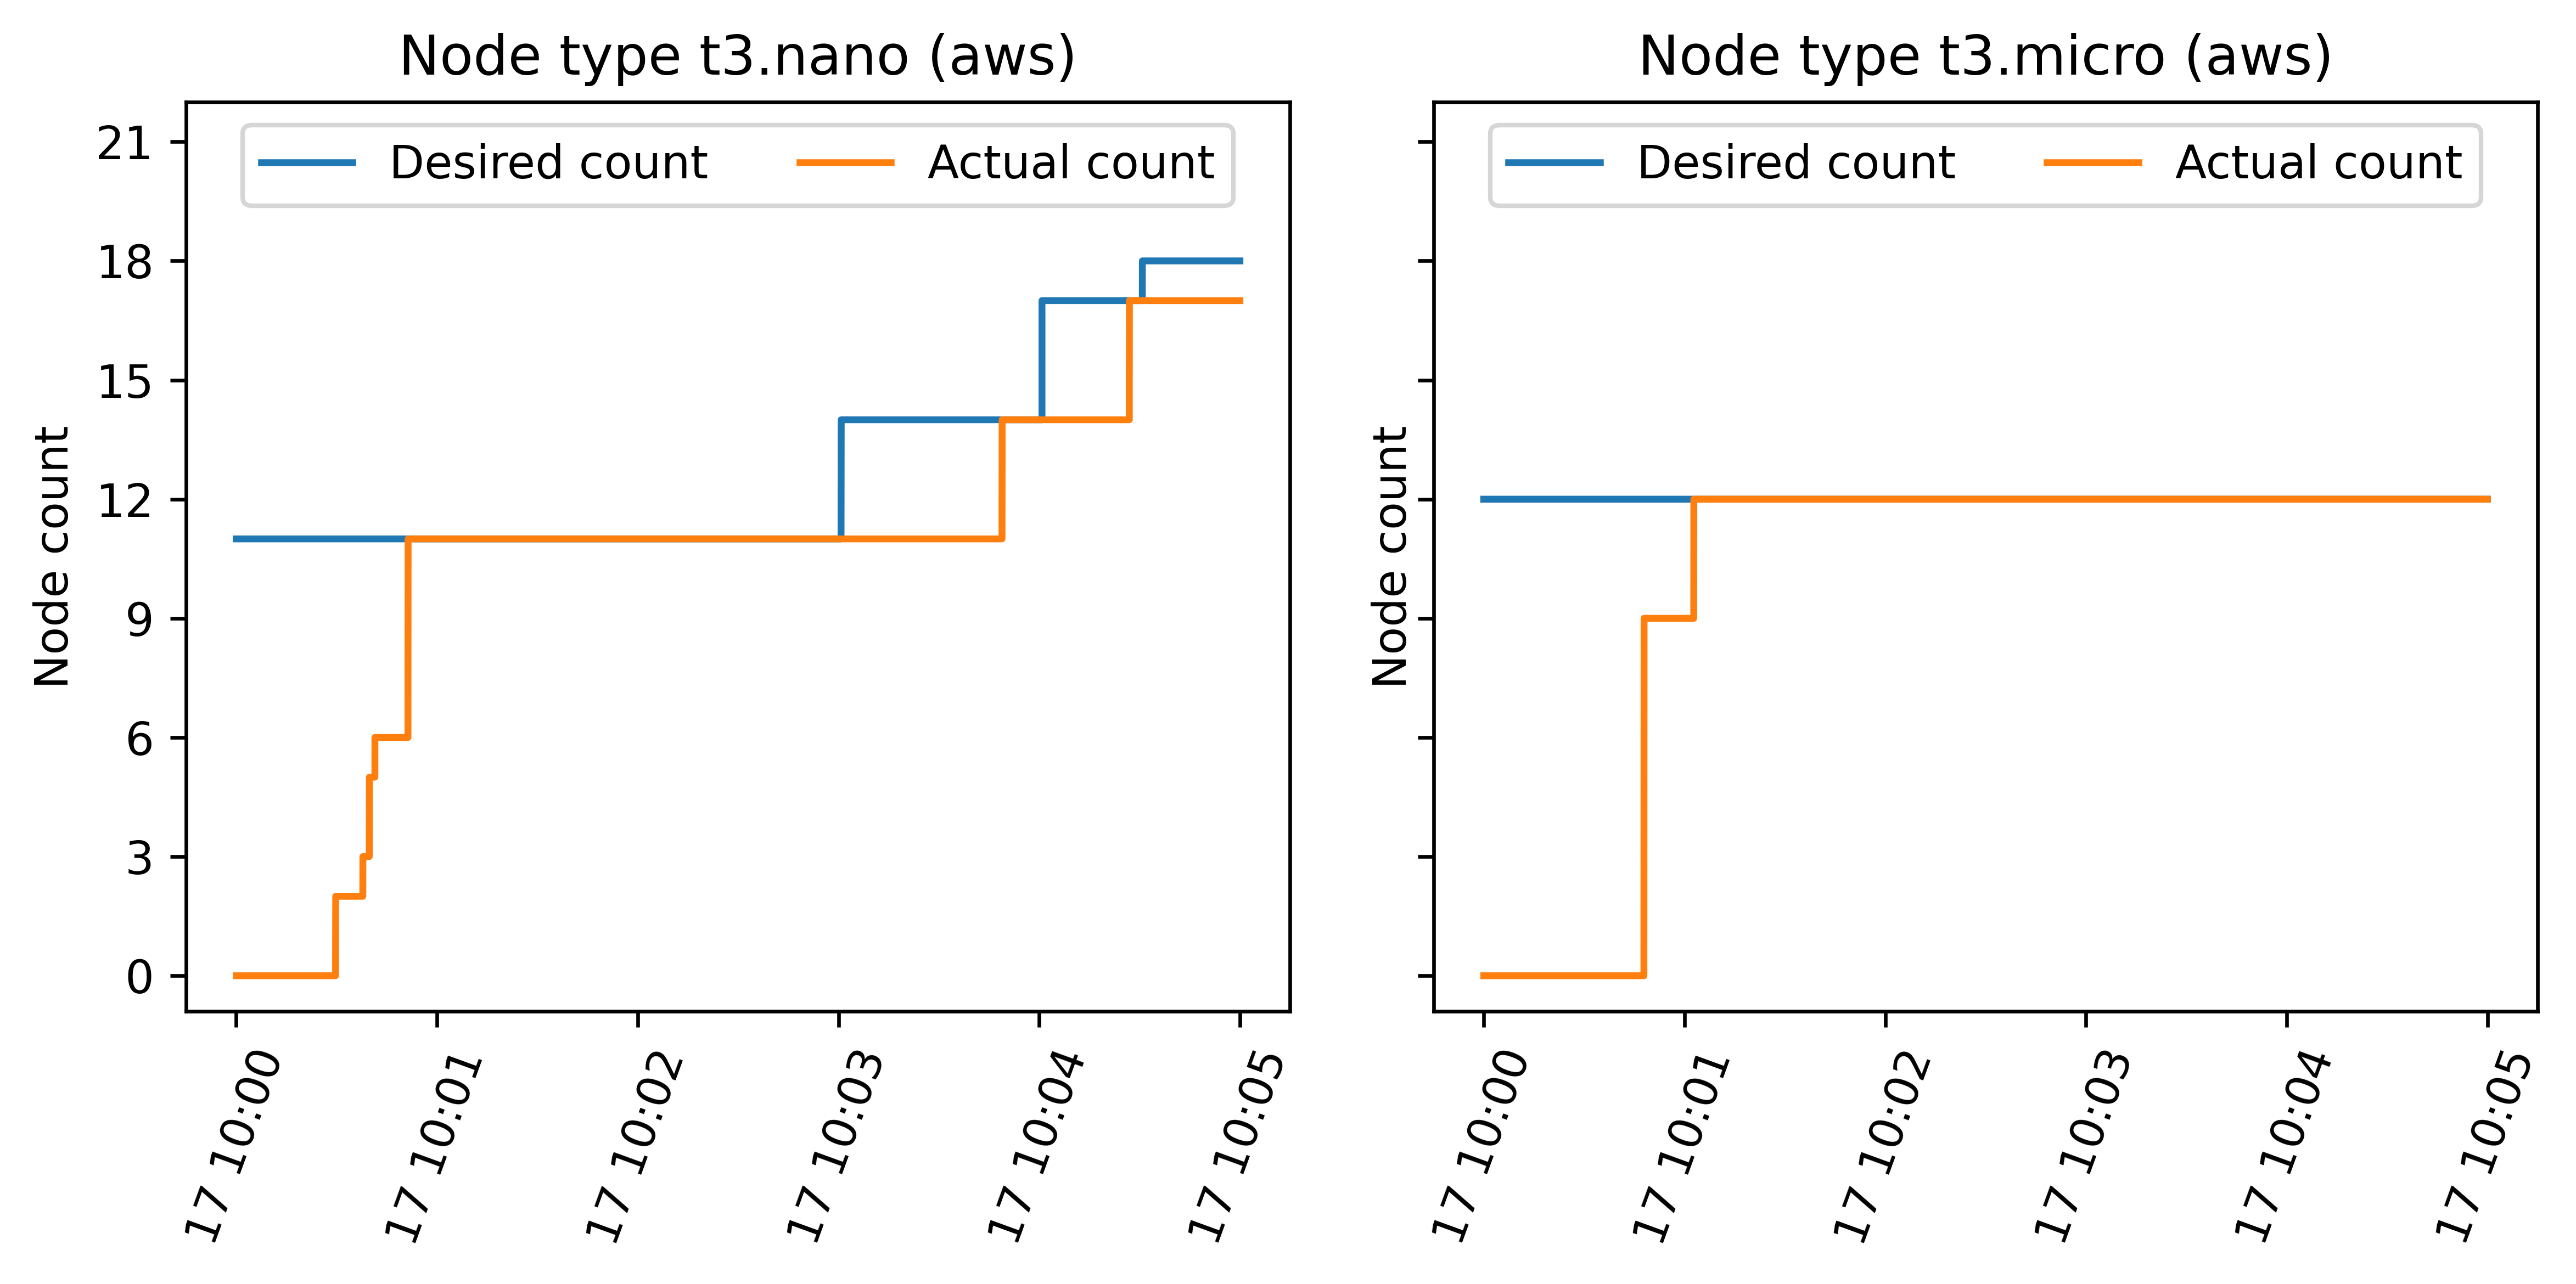 Node type t3.nano (aws)
Desired count
Actual count
Node count
21
18
15
12
9
6
3
0
17 10:00
17 10:01
17 10:02
17 10:03
17 10:04
17 10:05
Node type t3.micro (aws)
Desired count
Actual count
Node count
17 10:00
17 10:01
17 10:02
17 10:03
17 10:04
17 10:05